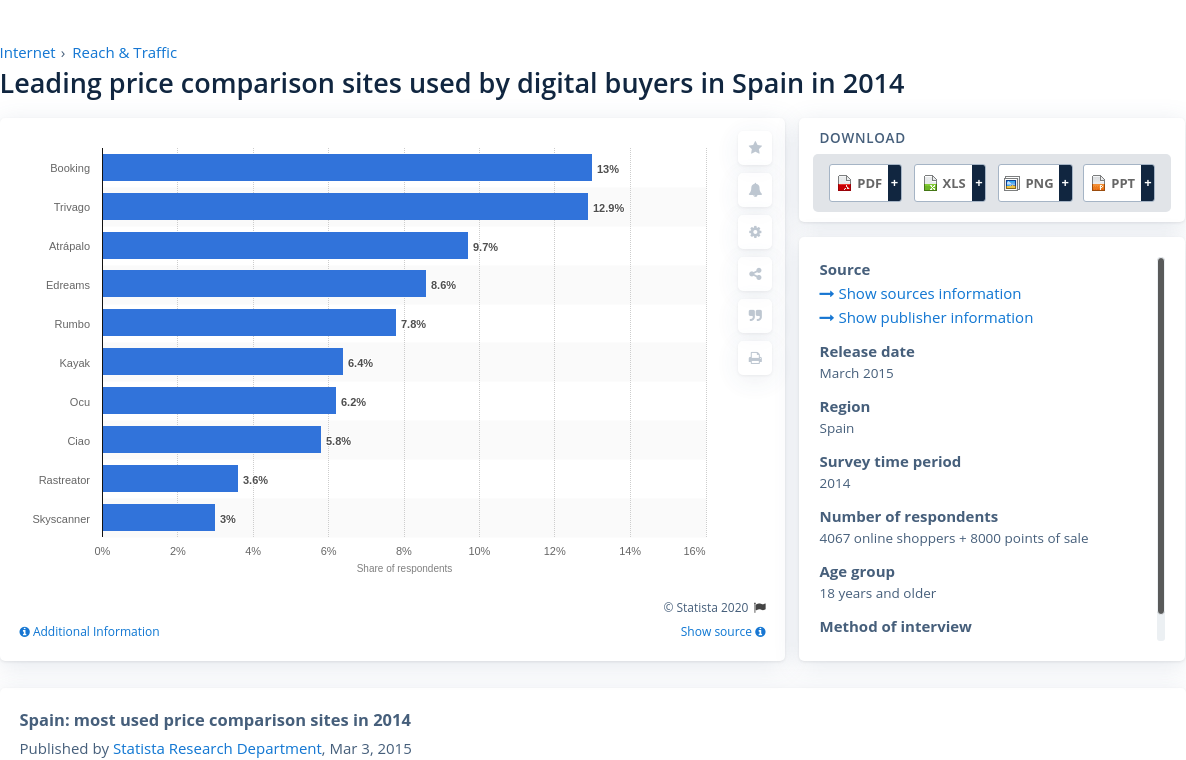 Internet › Reach & Traffic
Leading price comparison sites used by digital buyers in Spain in 2014
Booking 13%
Trivago 12.9%
Atrápalo 9.7%
Edreams 8.6%
Rumbo 7.8%
Kayak 6.4%
Ocu 6.2%
Ciao 5.8%
Rastreator 3.6%
Skyscanner 3%
0% 2% 4% 6% 8% 10% 12% 14% 16%
Share of respondents
© Statista 2020
Additional Information Show source
DOWNLOAD
PDF + XLS + PNG + PPT +
Source
Show sources information
Show publisher information
Release date
March 2015
Region
Spain
Survey time period
2014
Number of respondents
4067 online shoppers + 8000 points of sale
Age group
18 years and older
Method of interview
Spain: most used price comparison sites in 2014
Published by Statista Research Department, Mar 3, 2015